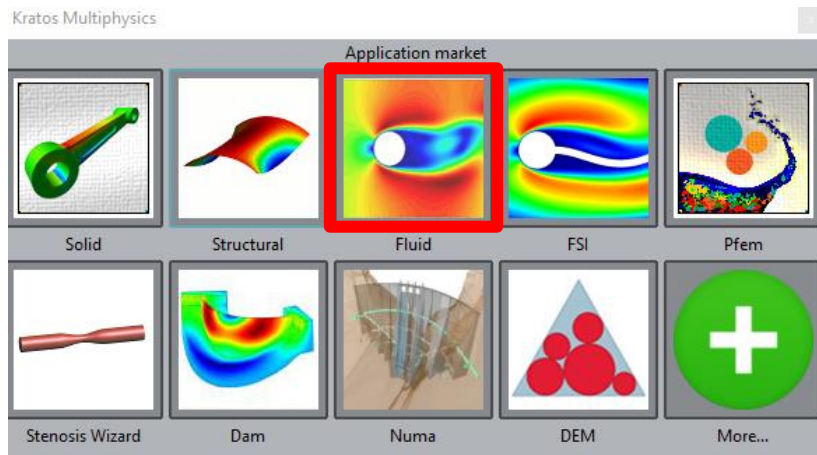 Kratos Multiphysics
Application market
Solid Structural Fluid FSI Pfem
Stenosis Wizard Dam Numa DEM More...